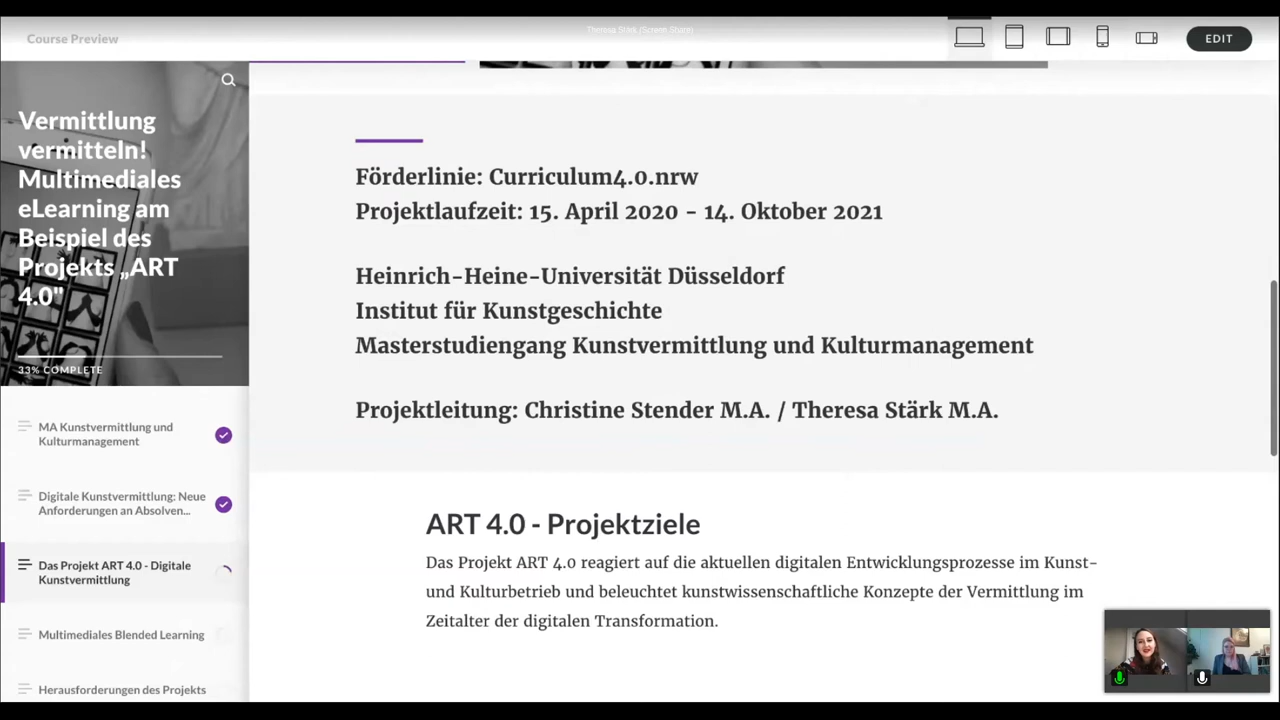 Course Preview
Theresa Stärk (Screen Share)
EDIT
Vermittlung
vermitteln!
Multimediales
eLearning am
Beispiel des
Projekts „ART
4.0"
33% COMPLETE
MA Kunstvermittlung und
Kulturmanagement
Digitale Kunstvermittlung: Neue
Anforderungen an Absolven...
Das Projekt ART 4.0 - Digitale
Kunstvermittlung
Multimediales Blended Learning
Herausforderungen des Projekts
Förderlinie: Curriculum4.0.nrw
Projektlaufzeit: 15. April 2020 - 14. Oktober 2021
Heinrich-Heine-Universität Düsseldorf
Institut für Kunstgeschichte
Masterstudiengang Kunstvermittlung und Kulturmanagement
Projektleitung: Christine Stender M.A. / Theresa Stärk M.A.
ART 4.0 - Projektziele
Das Projekt ART 4.0 reagiert auf die aktuellen digitalen Entwicklungsprozesse im Kunst-
und Kulturbetrieb und beleuchtet kunstwissenschaftliche Konzepte der Vermittlung im
Zeitalter der digitalen Transformation.